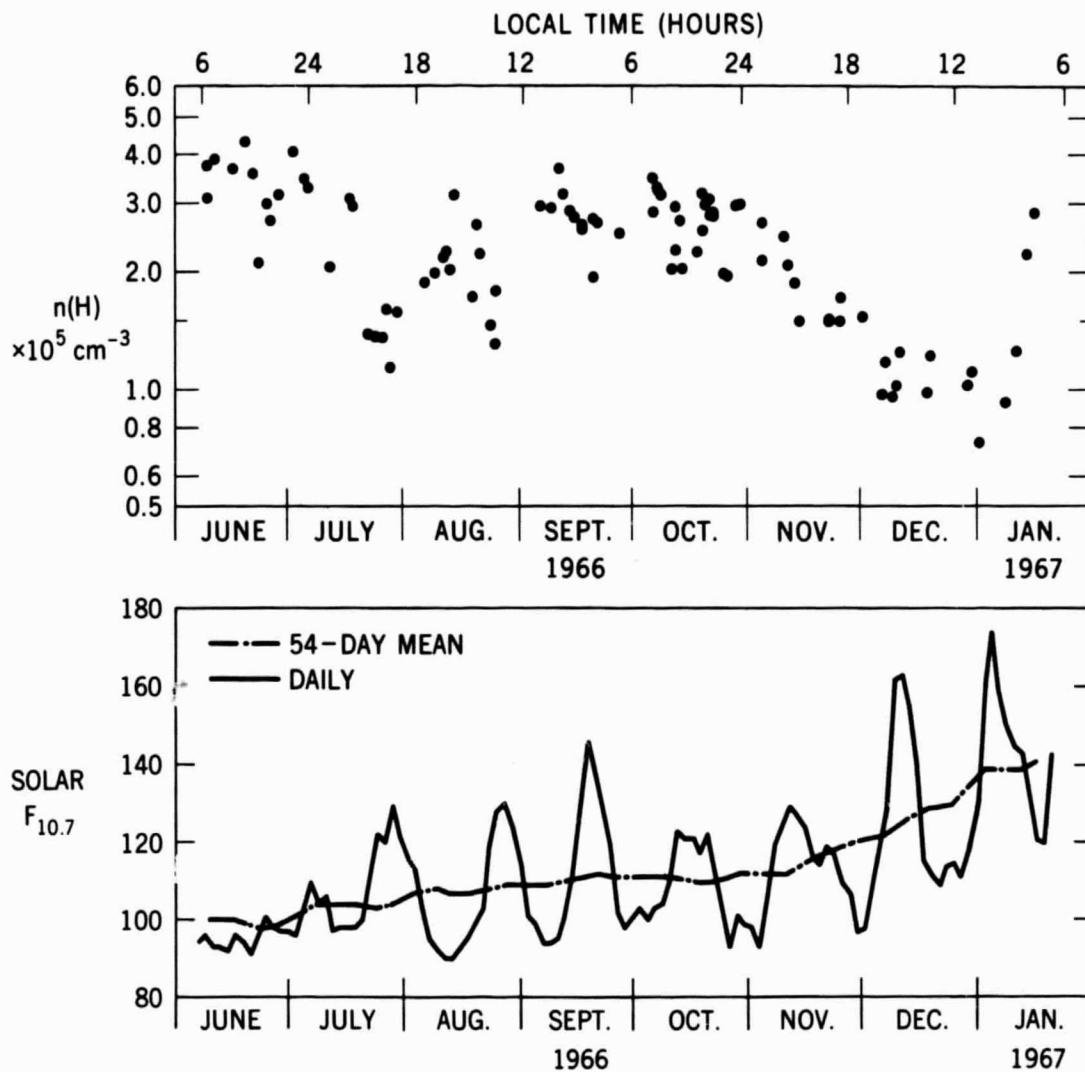 LOCAL TIME (HOURS)
6 24 18 12 6 24 18 12 6
6.0
5.0
4.0
3.0
2.0
1.0
0.8
0.6
0.5
n(H)
×10⁵ cm⁻³
JUNE JULY AUG. SEPT. OCT. NOV. DEC. JAN.
1966 1967
180
160
140
120
100
80
54-DAY MEAN
DAILY
SOLAR
F₁₀.₇
JUNE JULY AUG. SEPT. OCT. NOV. DEC. JAN.
1966 1967